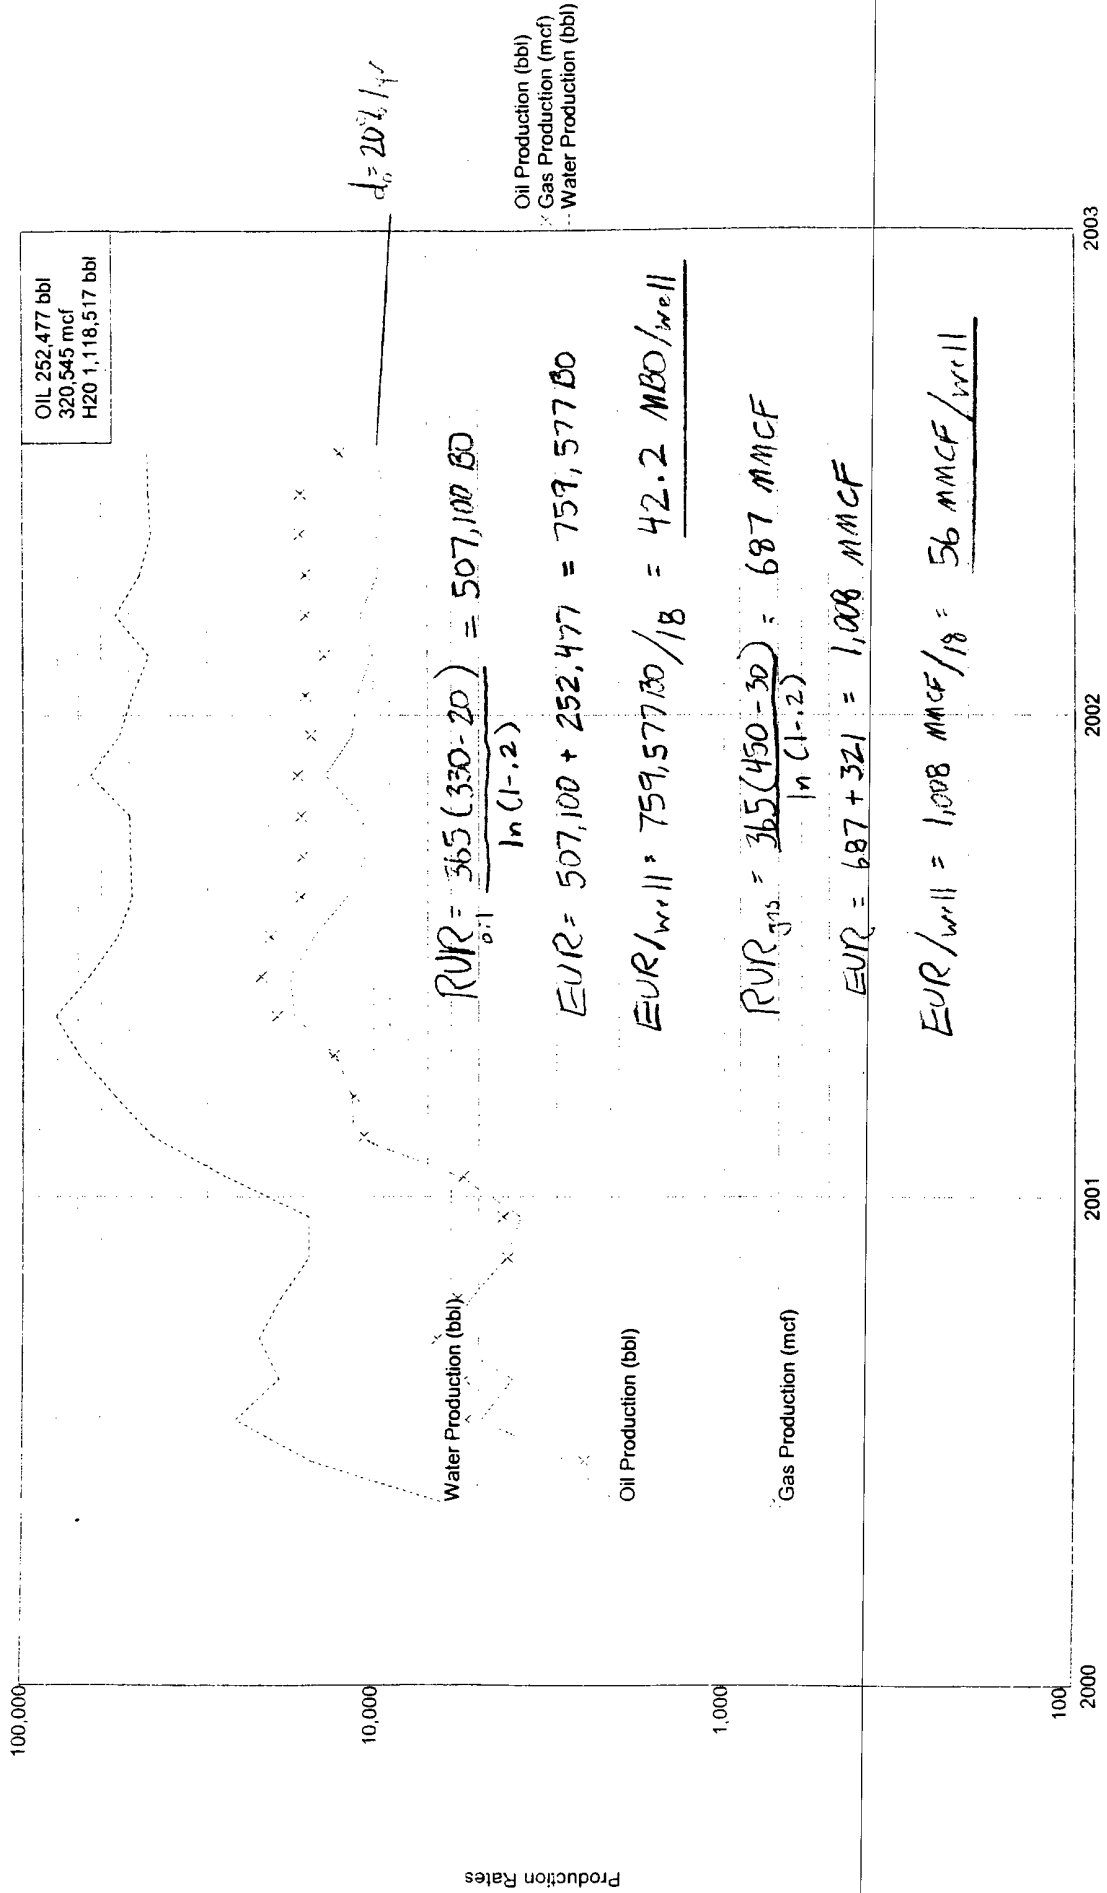 OIL 252,477 bbl
320,545 mcf
H20 1,118,517 bbl
100,000
10,000
1,000
100
Production Rates
2000
2001
2002
2003
Water Production (bbl)
Oil Production (bbl)
Gas Production (mcf)
Oil Production (bbl)
Gas Production (mcf)
Water Production (bbl)
= 20%/yr
RUR oil = 365 (330-20) / ln (1-.2) = 507,100 BO
EUR = 507,100 + 252,477 = 759,577 BO
EUR/well = 759,577 BO/18 = 42.2 MBO/well
RUR gas = 365 (450-30) / ln (1-.2) = 687 MMCF
EUR = 687 + 321 = 1,008 MMCF
EUR/well = 1,008 MMCF/18 = 56 MMCF/well